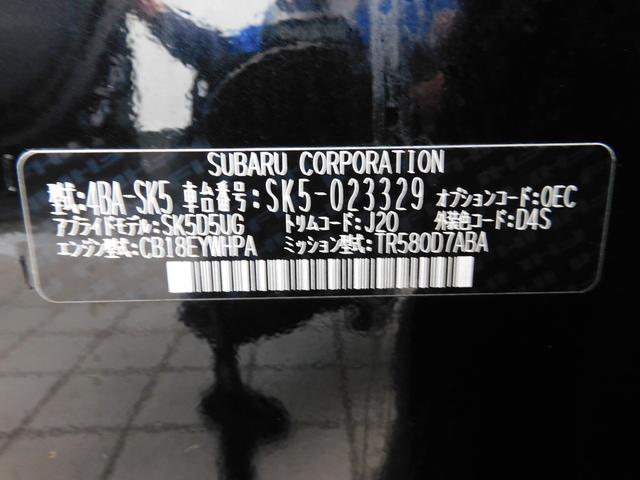 SUBARU CORPORATION
型式:4BA-SK5 車台番号:SK5-023329 オプションコード:OEC
アプライドモデル:SK5D5UG トリムコード:J20 外装色コード:D4S
エンジン型式:CB18EYWHPA ミッション型式:TR580D7ABA